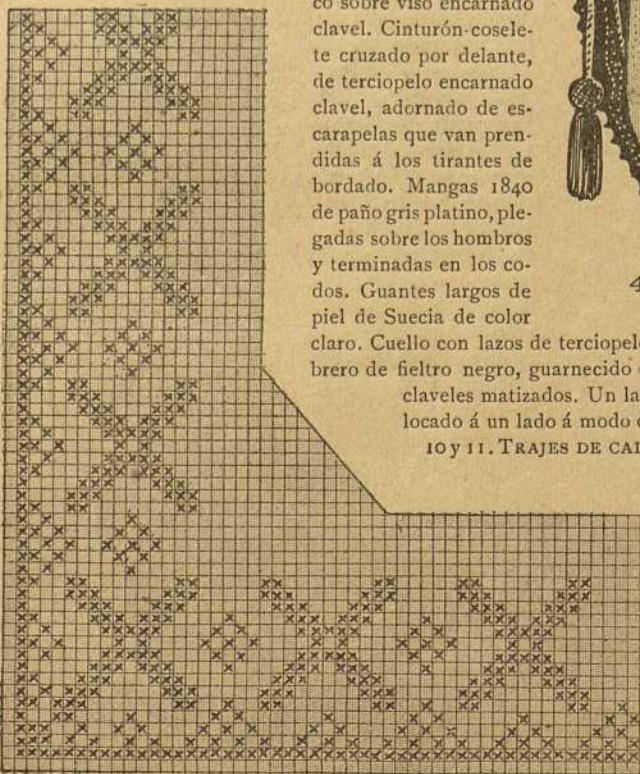 co sobre viso encarnado
clavel. Cinturón-cosele-
te cruzado por delante,
de terciopelo encarnado
clavel, adornado de es-
carapelas que van pren-
didas á los tirantes de
bordado. Mangas 1840
de paño gris platino, ple-
gadas sobre los hombros
y terminadas en los co-
dos. Guantes largos de
piel de Suecia de color
claro. Cuello con lazos de terciopel
brero de fieltro negro, guarnecido
claveles matizados. Un la
locado á un lado á modo
10 y 11. TRAJES DE